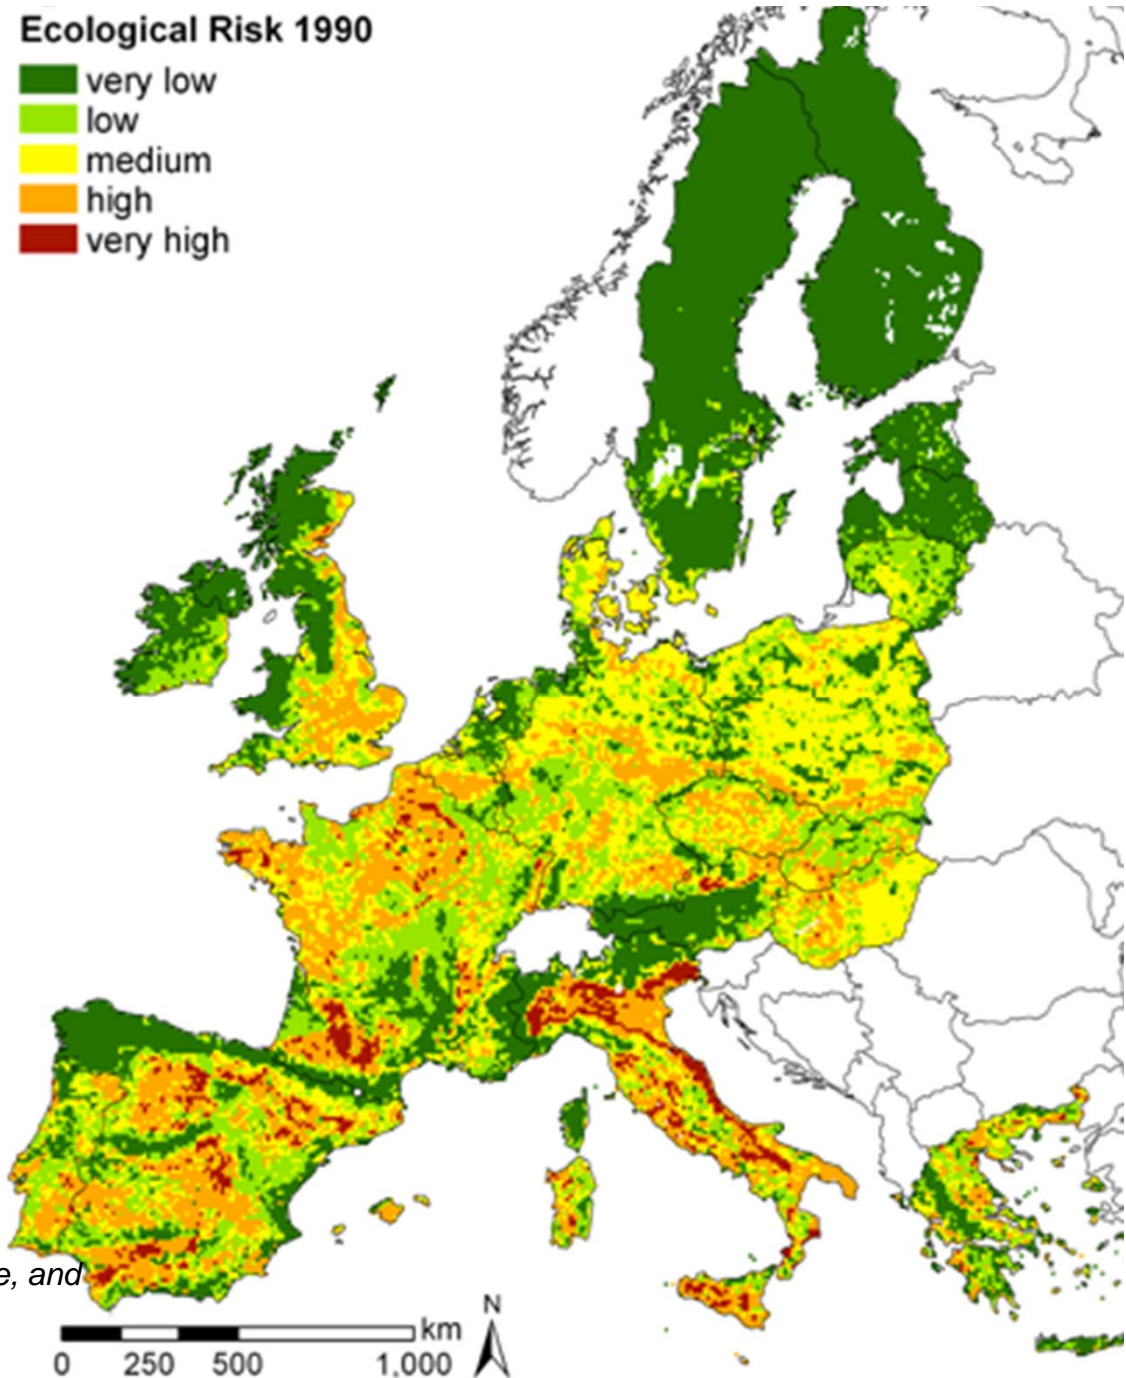 Ecological Risk 1990
very low
low
medium
high
very high
e, and
N
km
0 250 500 1,000